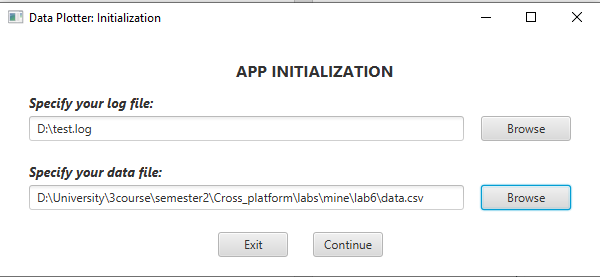 Data Plotter: Initialization
APP INITIALIZATION
Specify your log file:
D:\test.log Browse
Specify your data file:
D:\University\3course\semester2\Cross_platform\labs\mine\lab6\data.csv Browse
Exit Continue